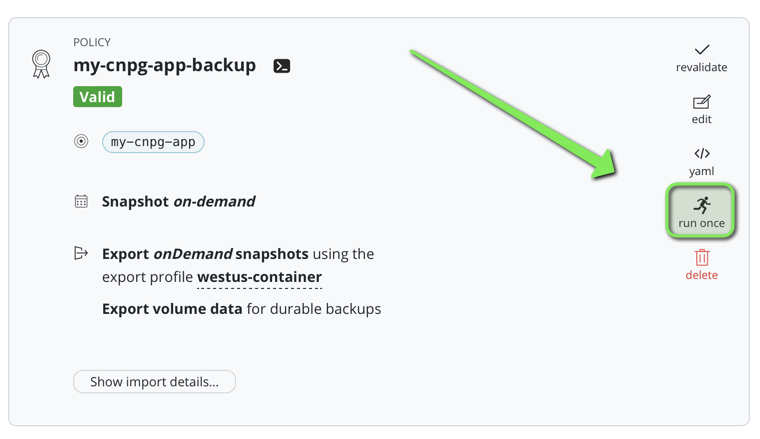 POLICY
my-cnpg-app-backup
Valid
my-cnpg-app
Snapshot on-demand
Export onDemand snapshots using the
export profile westus-container
Export volume data for durable backups
Show import details...
revalidate
edit
yaml
run once
delete